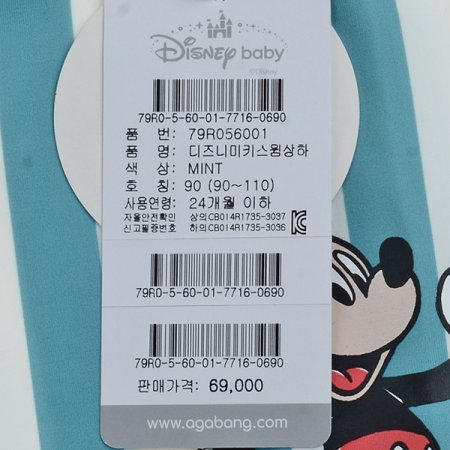 Disney baby
©Disney
79R0-5-60-01-7716-0690
품 번: 79R056001
품 명: 디즈니미키스윔상하
색 상: MINT
호 칭: 90 (90~110)
사용연령: 24개월 이하
자율안전확인 상의CB014R1735-3037
신고필증번호 하의CB014R1735-3036
79R0-5-60-01-7716-0690
79R0-5-60-01-7716-0690
판매가격: 69,000
www.agabang.com